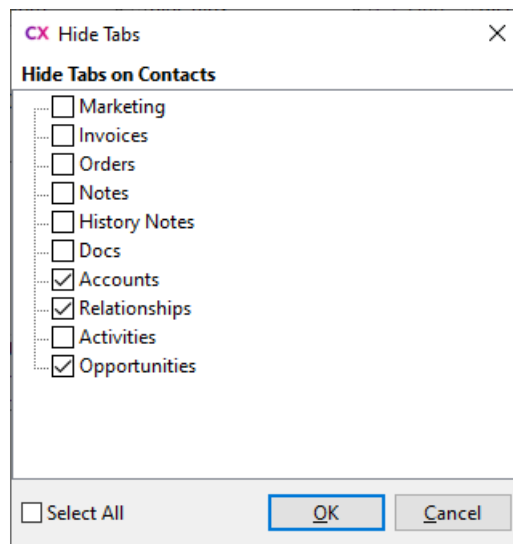 CX Hide Tabs
Hide Tabs on Contacts
Marketing
Invoices
Orders
Notes
History Notes
Docs
Accounts
Relationships
Activities
Opportunities
Select All
OK
Cancel